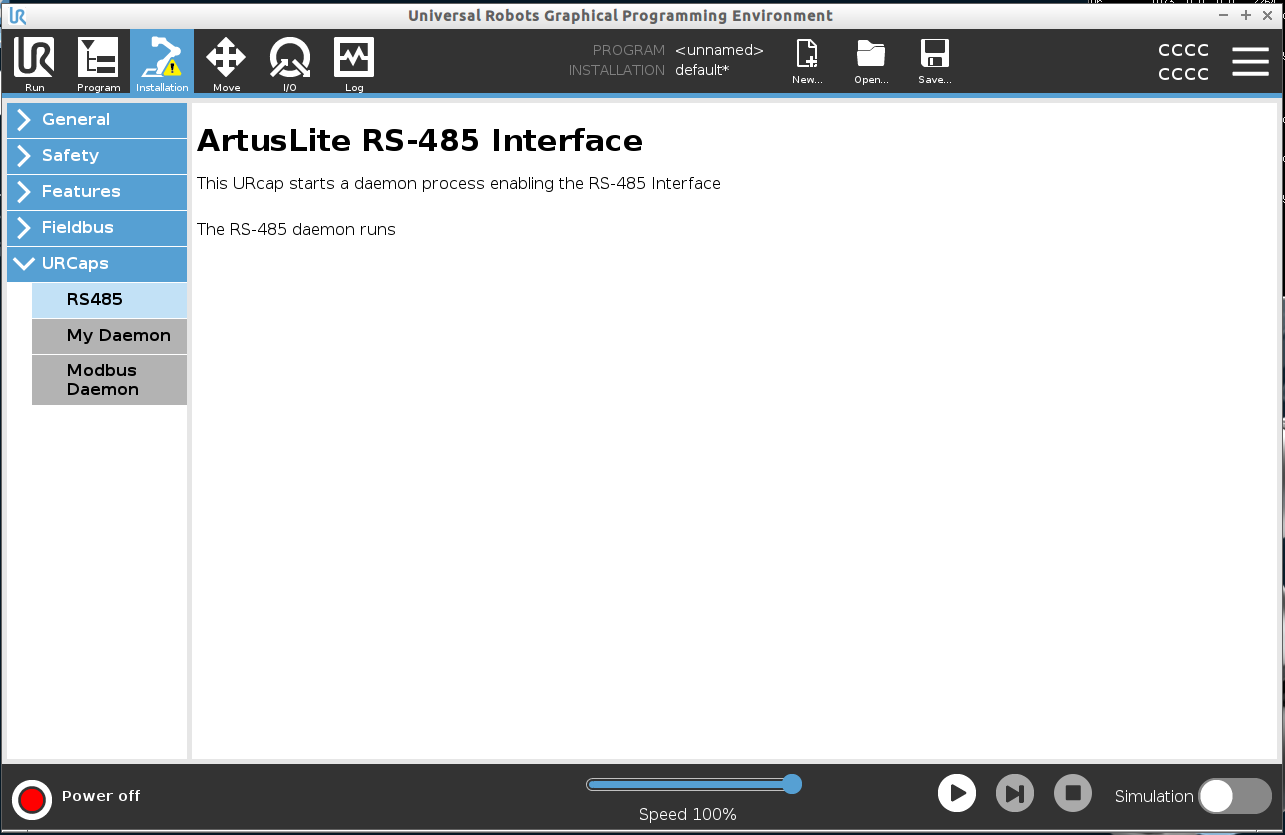 Universal Robots Graphical Programming Environment
UR
Run
Program
Installation
Move
I/O
Log
PROGRAM <unnamed>
INSTALLATION default*
New...
Open...
Save...
CCCC
CCCC
General
Safety
Features
Fieldbus
URCaps
RS485
My Daemon
Modbus
Daemon
ArtusLite RS-485 Interface
This URcap starts a daemon process enabling the RS-485 Interface
The RS-485 daemon runs
Power off
Speed 100%
Simulation